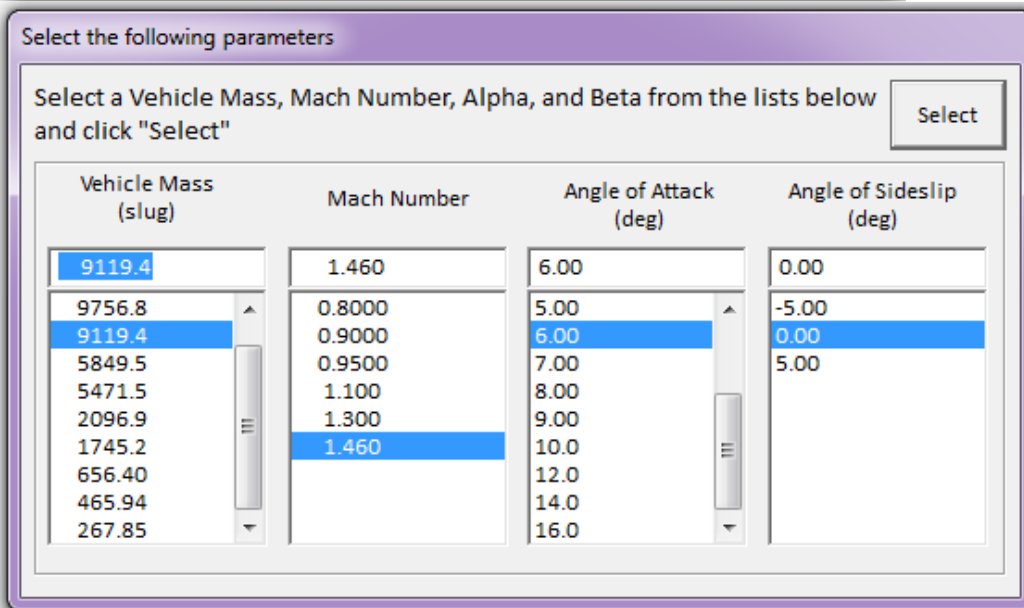 Select the following parameters
Select a Vehicle Mass, Mach Number, Alpha, and Beta from the lists below
and click "Select"
Select
Vehicle Mass
(slug)
Mach Number
Angle of Attack
(deg)
Angle of Sideslip
(deg)
9119.4
1.460
6.00
0.00
9756.8
9119.4
5849.5
5471.5
2096.9
1745.2
656.40
465.94
267.85
0.8000
0.9000
0.9500
1.100
1.300
1.460
5.00
6.00
7.00
8.00
9.00
10.0
12.0
14.0
16.0
-5.00
0.00
5.00